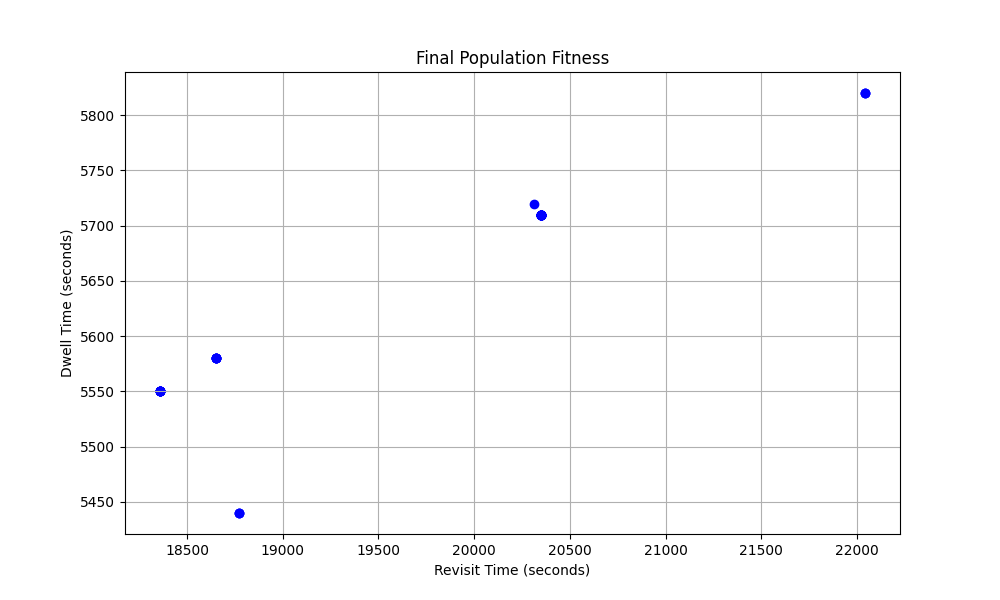 Final Population Fitness
Dwell Time (seconds)
5800
5750
5700
5650
5600
5550
5500
5450
18500 19000 19500 20000 20500 21000 21500 22000
Revisit Time (seconds)